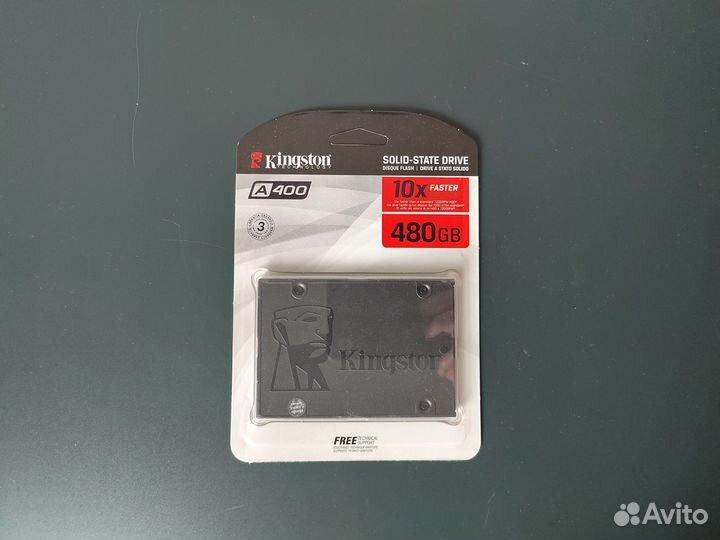 Kingston
TECHNOLOGY
SOLID-STATE DRIVE
DISQUE FLASH | DRIVE A STATO SOLIDO
A400
10x FASTER
3
480GB
Kingston
FREE TECHNICAL SUPPORT
Avito